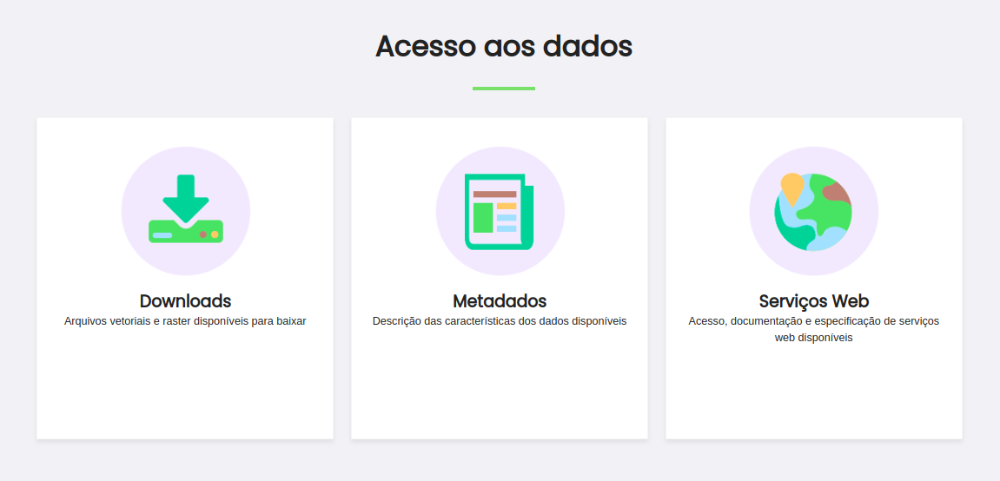 Acesso aos dados
Downloads
Arquivos vetoriais e raster disponíveis para baixar
Metadados
Descrição das características dos dados disponíveis
Serviços Web
Acesso, documentação e especificação de serviços
web disponíveis